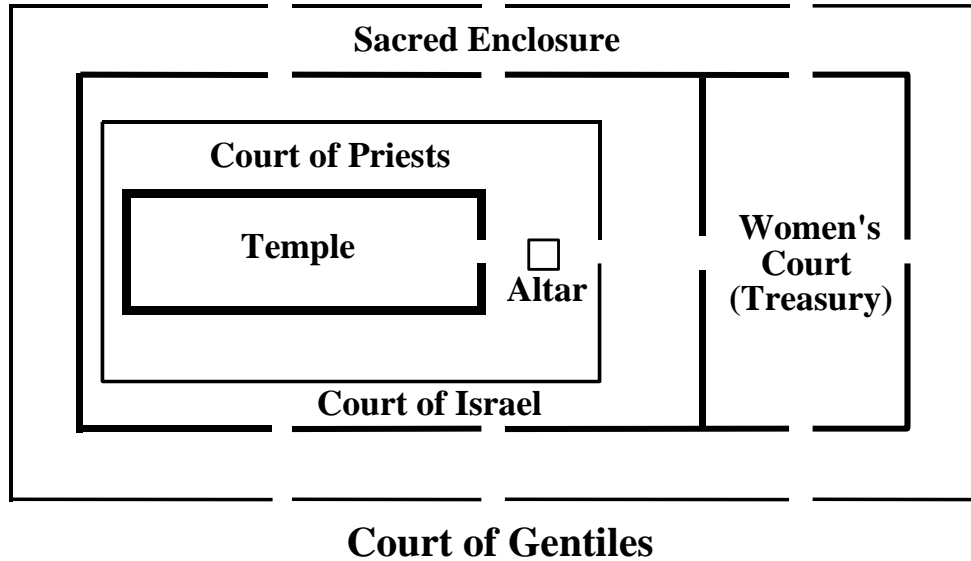 Sacred Enclosure
Court of Priests
Temple
Altar
Women's
Court
(Treasury)
Court of Israel
Court of Gentiles